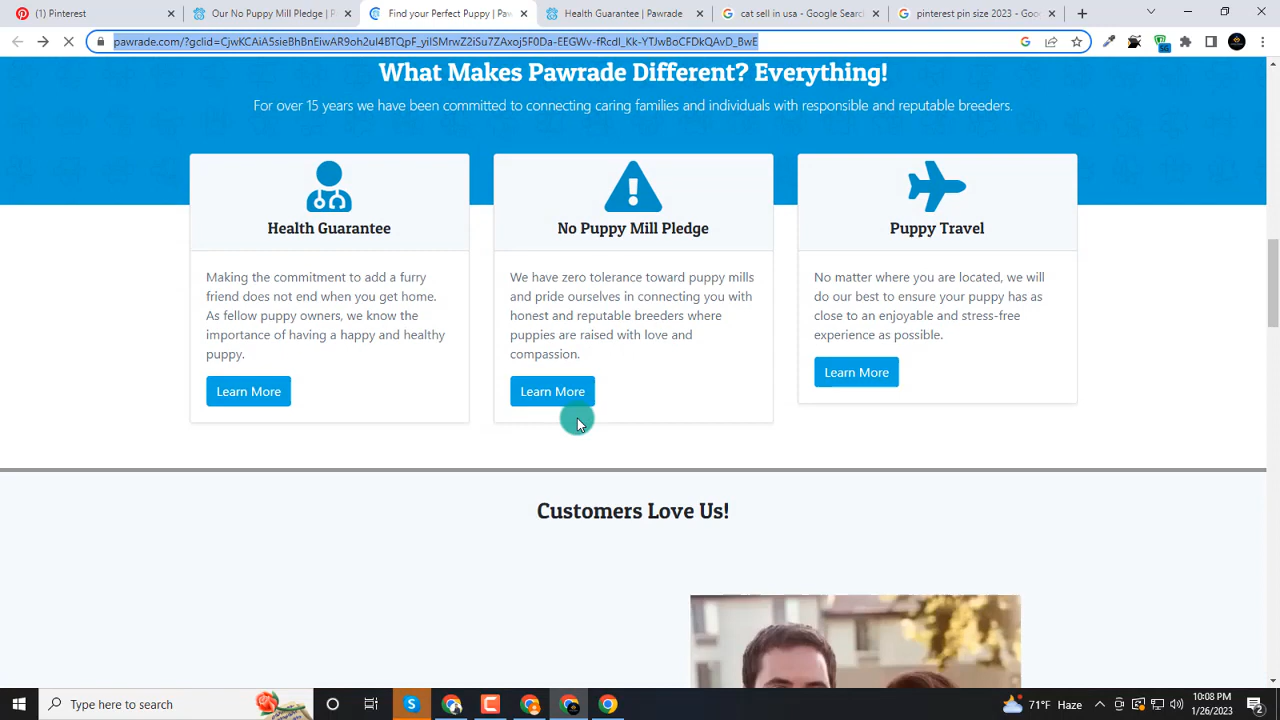 (1) Pinterest
Our No Puppy Mill Pledge | P
Find your Perfect Puppy | Paw
Health Guarantee | Pawrade
cat sell in usa - Google Search
pinterest pin size 2023 - Goo
pawrade.com/?gclid=CjwKCAiA5sieBhBnEiwAR9oh2uI4BTQpF_yiISMrwZ2iSu7ZAxoj5F0Da-EEGWv-fRcdl_Kk-YTJwBoCFDkQAvD_BwE
What Makes Pawrade Different? Everything!
For over 15 years we have been committed to connecting caring families and individuals with responsible and reputable breeders.
Health Guarantee
Making the commitment to add a furry
friend does not end when you get home.
As fellow puppy owners, we know the
importance of having a happy and healthy
puppy.
Learn More
No Puppy Mill Pledge
We have zero tolerance toward puppy mills
and pride ourselves in connecting you with
honest and reputable breeders where
puppies are raised with love and
compassion.
Learn More
Puppy Travel
No matter where you are located, we will
do our best to ensure your puppy has as
close to an enjoyable and stress-free
experience as possible.
Learn More
Customers Love Us!
Type here to search
71°F Haze
10:08 PM
1/26/2023
2